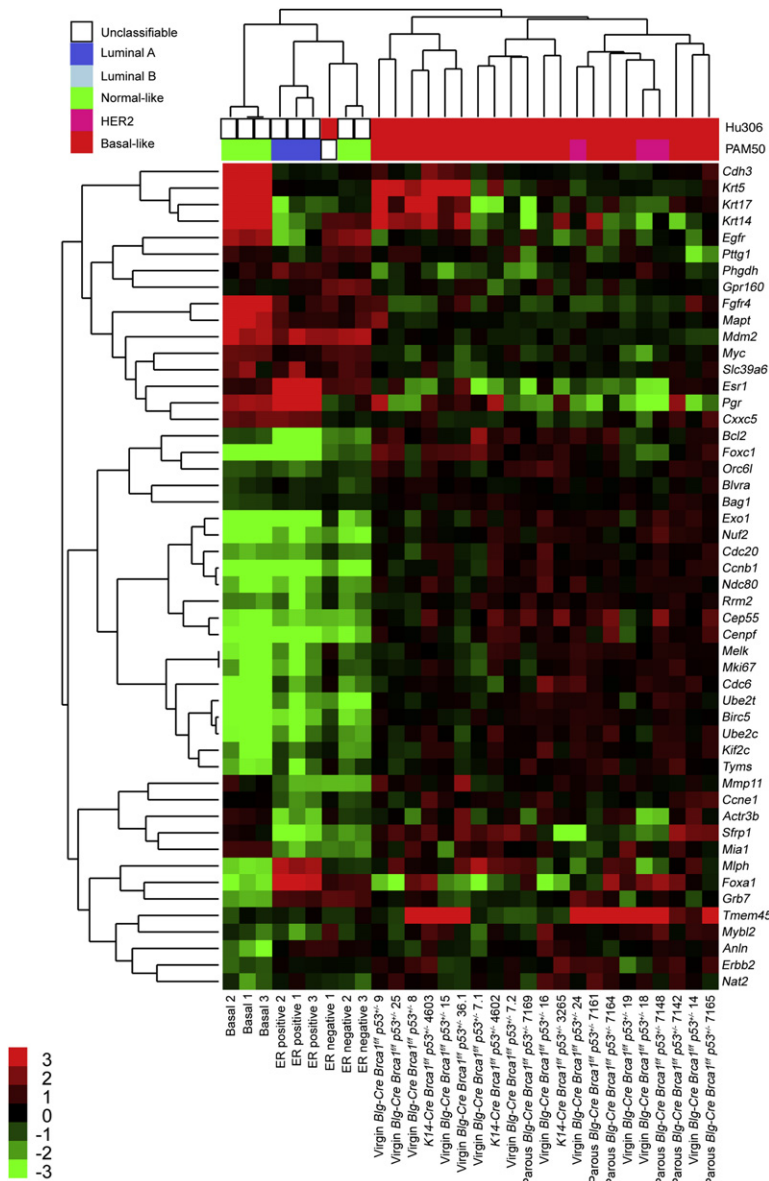 Unclassifiable
Luminal A
Luminal B
Normal-like
HER2
Basal-like
Hu306
PAM50
Cdh3
Krt5
Krt17
Krt14
Egfr
Pttg1
Phgdh
Gpr160
Fgfr4
Mapt
Mdm2
Myc
Slc39a6
Esr1
Pgr
Cxxc5
Bcl2
Foxc1
Orc6l
Blvra
Bag1
Exo1
Nuf2
Cdc20
Ccnb1
Ndc80
Rrm2
Cep55
Cenpf
Melk
Mki67
Cdc6
Ube2t
Birc5
Ube2c
Kif2c
Tyms
Mmp11
Ccne1
Actr3b
Sfrp1
Mia1
Mlph
Foxa1
Grb7
Tmem45
Mybl2
Anln
Erbb2
Nat2
Basal 2
Basal 1
Basal 3
ER positive 2
ER positive 1
ER positive 3
ER negative 1
ER negative 2
ER negative 3
Virgin Blg-Cre Brca1f/f p53+/- 9
Virgin Blg-Cre Brca1f/f p53+/- 25
Virgin Blg-Cre Brca1f/f p53+/- 8
K14-Cre Brca1f/f p53+/- 4603
Virgin Blg-Cre Brca1f/f p53+/- 15
Virgin Blg-Cre Brca1f/f p53+/- 36.1
Virgin Blg-Cre Brca1f/f p53+/- 7.1
K14-Cre Brca1f/f p53+/- 4602
Virgin Blg-Cre Brca1f/f p53+/- 7.2
Parous Blg-Cre Brca1f/f p53+/- 7169
Virgin Blg-Cre Brca1f/f p53+/- 16
K14-Cre Brca1f/f p53+/- 3265
Virgin Blg-Cre Brca1f/f p53+/- 24
Parous Blg-Cre Brca1f/f p53+/- 7161
Parous Blg-Cre Brca1f/f p53+/- 7164
Virgin Blg-Cre Brca1f/f p53+/- 19
Virgin Blg-Cre Brca1f/f p53+/- 18
Parous Blg-Cre Brca1f/f p53+/- 7148
Parous Blg-Cre Brca1f/f p53+/- 7142
Virgin Blg-Cre Brca1f/f p53+/- 14
Parous Blg-Cre Brca1f/f p53+/- 7165
3
2
1
0
-1
-2
-3